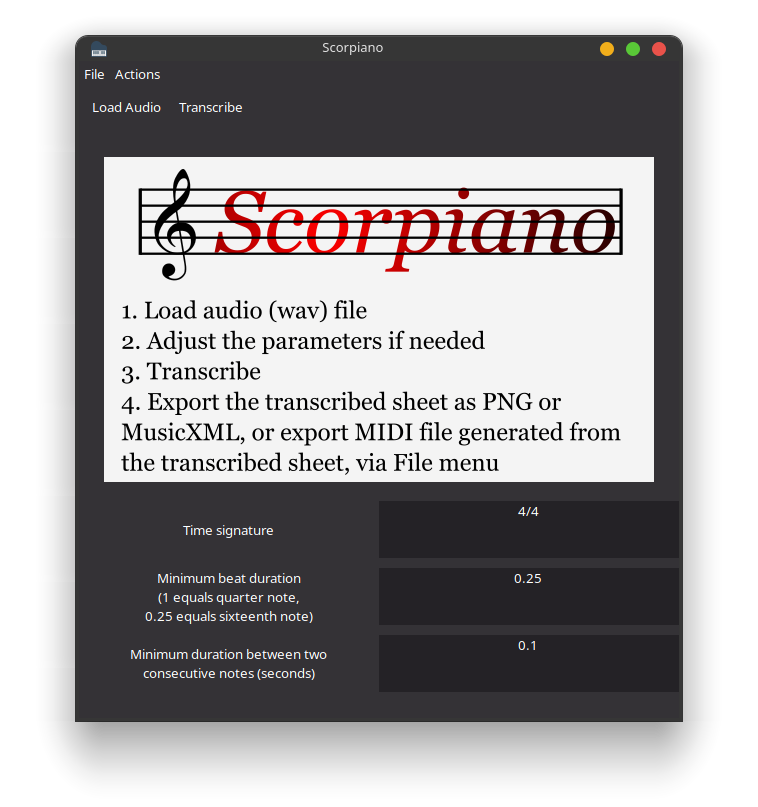 Scorpiano
File Actions
Load Audio Transcribe
Scorpiano
1. Load audio (wav) file
2. Adjust the parameters if needed
3. Transcribe
4. Export the transcribed sheet as PNG or
MusicXML, or export MIDI file generated from
the transcribed sheet, via File menu
Time signature
4/4
Minimum beat duration
(1 equals quarter note,
0.25 equals sixteenth note)
0.25
Minimum duration between two
consecutive notes (seconds)
0.1